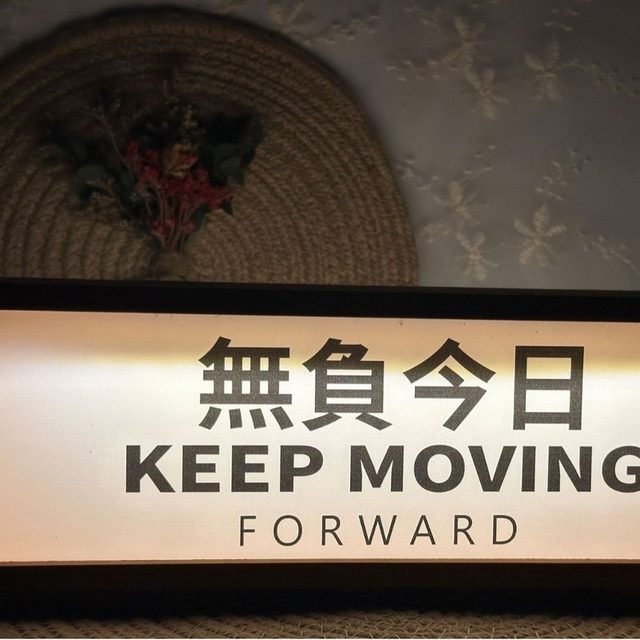 無負今日
KEEP MOVING
FORWARD